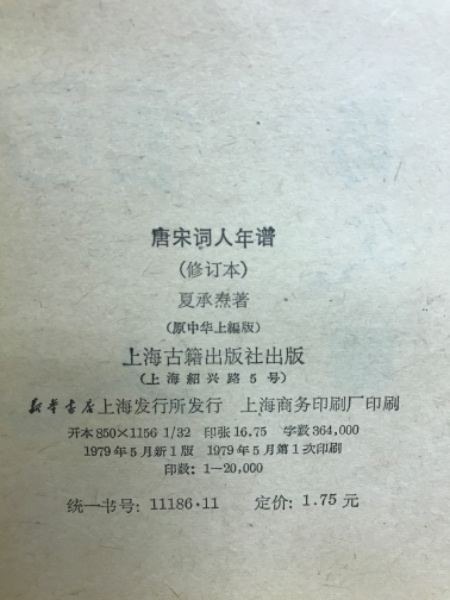 唐宋词人年谱
(修订本)
夏承焘著
(原中华上编版)
上海古籍出版社出版
(上海紹兴路5号)
新华书店上海发行所发行 上海商务印刷厂印刷
开本850×1156 1/32 印张16.75 字数364,000
1979年5月新1版 1979年5月第1次印刷
印数: 1—20,000
统一书号: 11186·11 定价: 1.75元